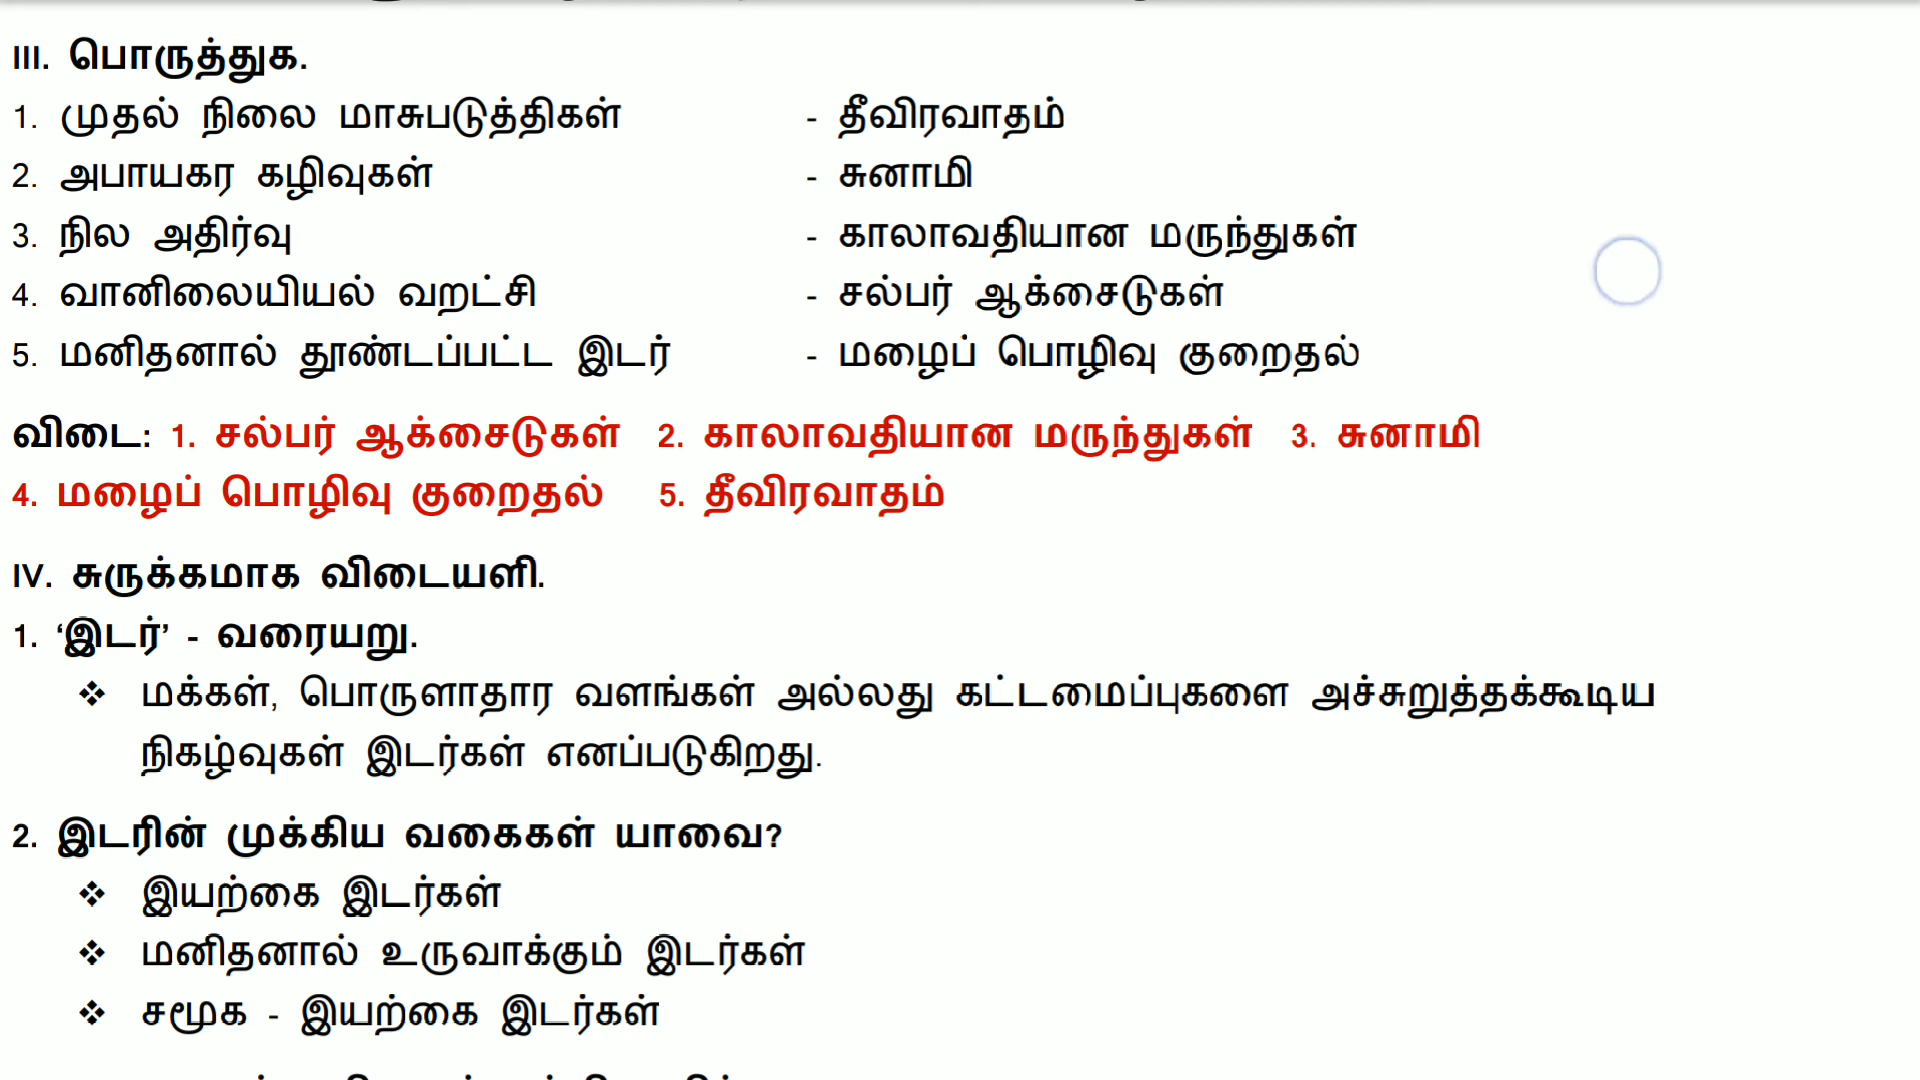 III. பொருத்துக.
1. முதல் நிலை மாசுபடுத்திகள் - தீவிரவாதம்
2. அபாயகர கழிவுகள் - சுனாமி
3. நில அதிர்வு - காலாவதியான மருந்துகள்
4. வானிலையியல் வறட்சி - சல்பர் ஆக்சைடுகள்
5. மனிதனால் தூண்டப்பட்ட இடர் - மழைப் பொழிவு குறைதல்
விடை: 1. சல்பர் ஆக்சைடுகள் 2. காலாவதியான மருந்துகள் 3. சுனாமி
4. மழைப் பொழிவு குறைதல் 5. தீவிரவாதம்
IV. சுருக்கமாக விடையளி.
1. ‘இடர்’ - வரையறு.
❖ மக்கள், பொருளாதார வளங்கள் அல்லது கட்டமைப்புகளை அச்சுறுத்தக்கூடிய
நிகழ்வுகள் இடர்கள் எனப்படுகிறது.
2. இடரின் முக்கிய வகைகள் யாவை?
❖ இயற்கை இடர்கள்
❖ மனிதனால் உருவாக்கும் இடர்கள்
❖ சமூக - இயற்கை இடர்கள்